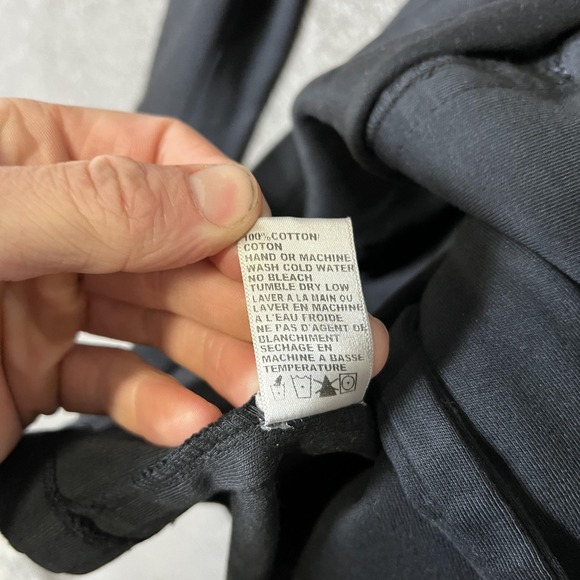 100%COTTON/
COTON
HAND OR MACHINE
WASH COLD WATER
NO BLEACH
TUMBLE DRY LOW
LAVER A LA MAIN OU
LAVER EN MACHINE
A L'EAU FROIDE
NE PAS D'AGENT DE
BLANCHIMENT
SECHAGE EN
MACHINE A BASSE
TEMPERATURE